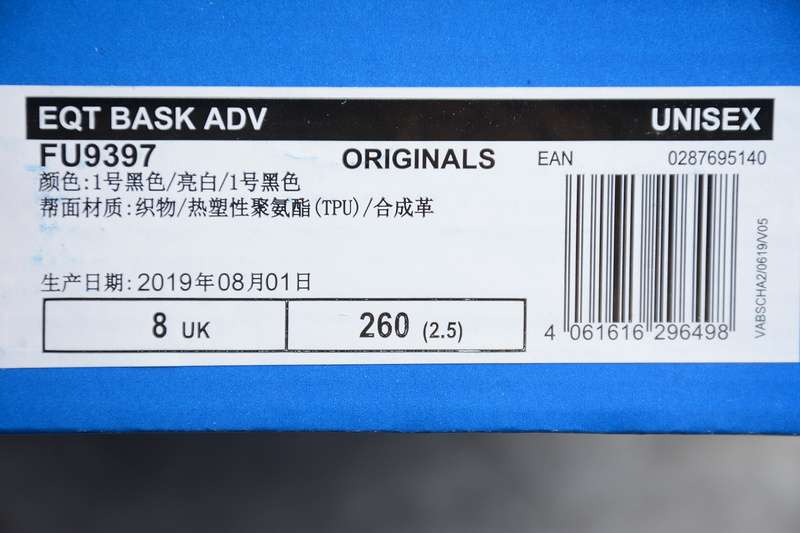 EQT BASK ADV UNISEX
FU9397 ORIGINALS EAN 0287695140
颜色:1号黑色/亮白/1号黑色
帮面材质:织物/热塑性聚氨酯(TPU)/合成革
生产日期:2019年08月01日
8 UK 260 (2.5)
4 061616 296498
VABSCHA2/0619/V05